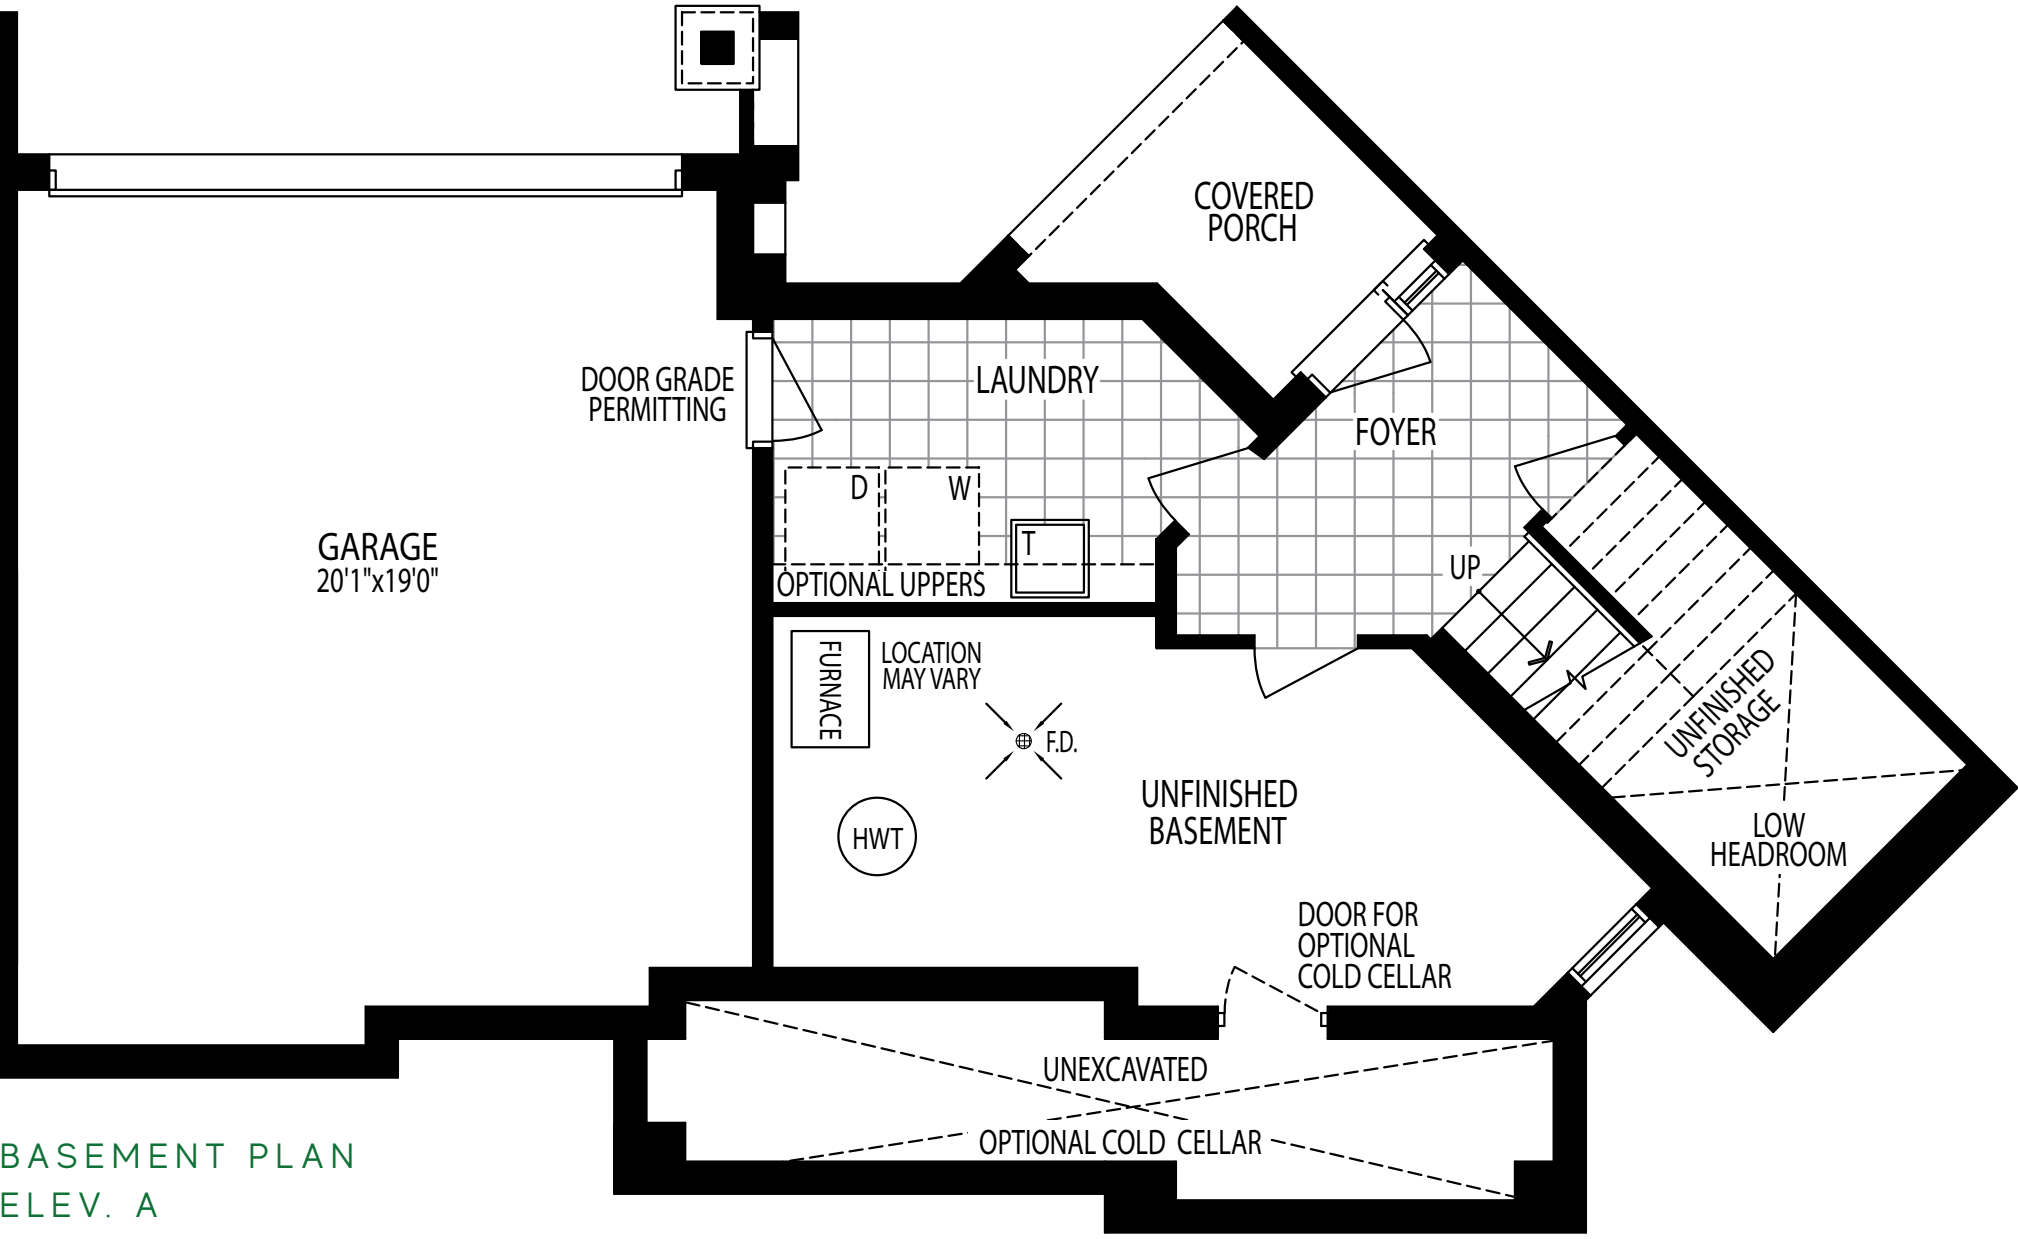 COVERED
PORCH
DOOR GRADE
PERMITTING
LAUNDRY
FOYER
D
W
T
OPTIONAL UPPERS
UP
GARAGE
20'1"x19'0"
FURNACE
LOCATION
MAY VARY
F.D.
HWT
UNFINISHED
BASEMENT
UNFINISHED
STORAGE
LOW
HEADROOM
DOOR FOR
OPTIONAL
COLD CELLAR
UNEXCAVATED
OPTIONAL COLD CELLAR
BASEMENT PLAN
ELEV. A